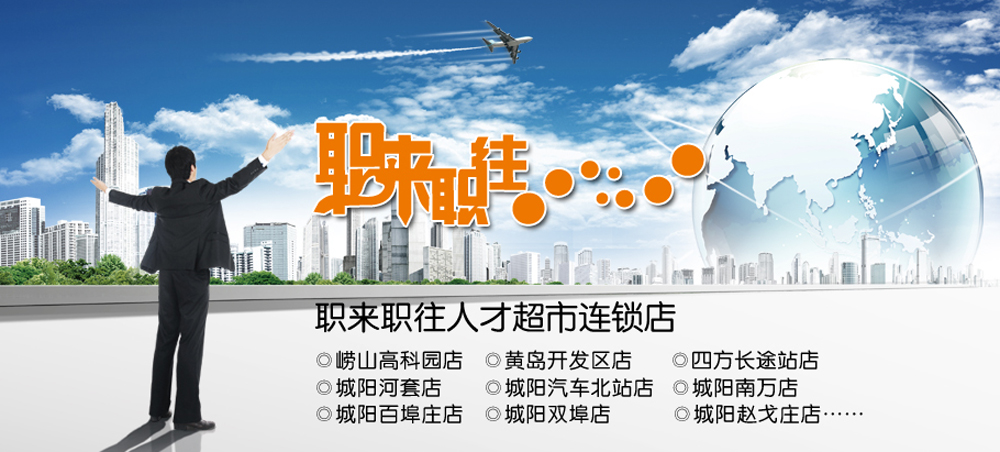 职来职往
职来职往人才超市连锁店
◎崂山高科园店 ◎黄岛开发区店 ◎四方长途站店
◎城阳河套店 ◎城阳汽车北站店 ◎城阳南万店
◎城阳百埠庄店 ◎城阳双埠店 ◎城阳赵戈庄店……